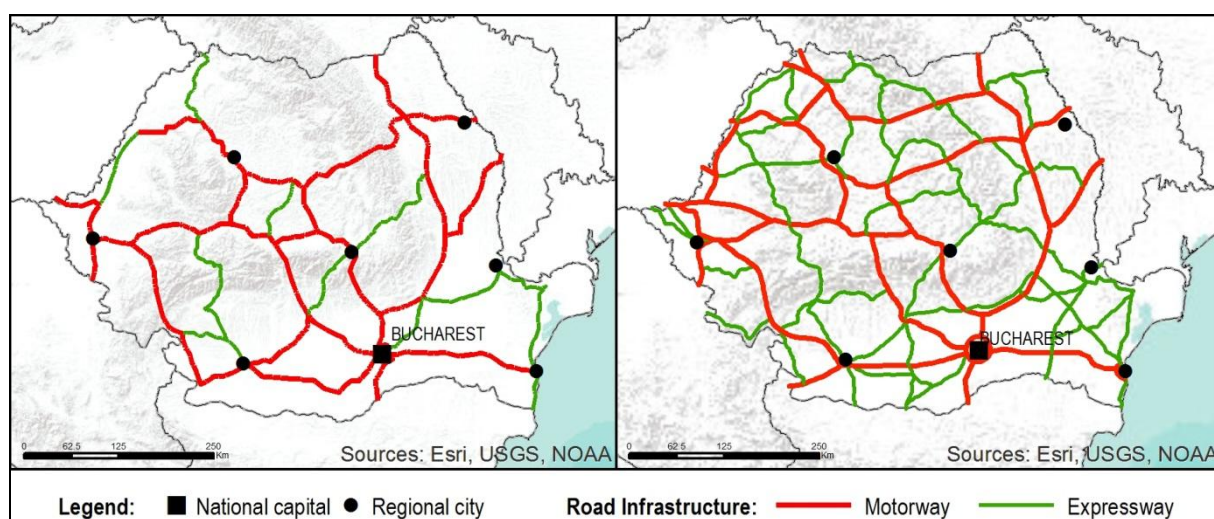 BUCHAREST
0 62.5 125 250
Km
Sources: Esri, USGS, NOAA
BUCHAREST
0 62.5 125 250
Km
Sources: Esri, USGS, NOAA
Legend: National capital Regional city Road Infrastructure: Motorway Expressway